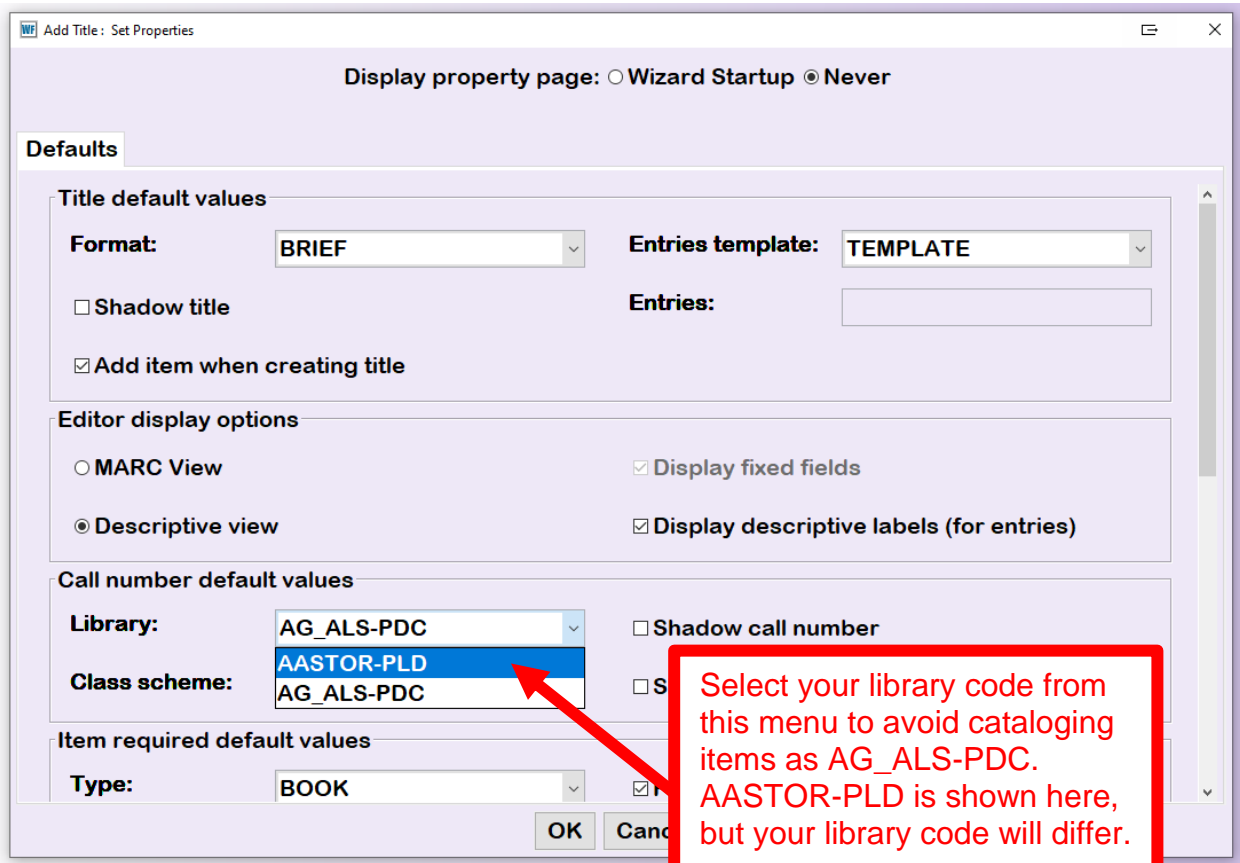 WF Add Title : Set Properties
Display property page: Wizard Startup Never
Defaults
Title default values
Format: BRIEF Entries template: TEMPLATE
Shadow title Entries:
Add item when creating title
Editor display options
MARC View Display fixed fields
Descriptive view Display descriptive labels (for entries)
Call number default values
Library: AG_ALS-PDC Shadow call number
AASTOR-PLD
Class scheme: AG_ALS-PDC
Item required default values
Type: BOOK
OK
Select your library code from
this menu to avoid cataloging
items as AG_ALS-PDC.
AASTOR-PLD is shown here,
but your library code will differ.